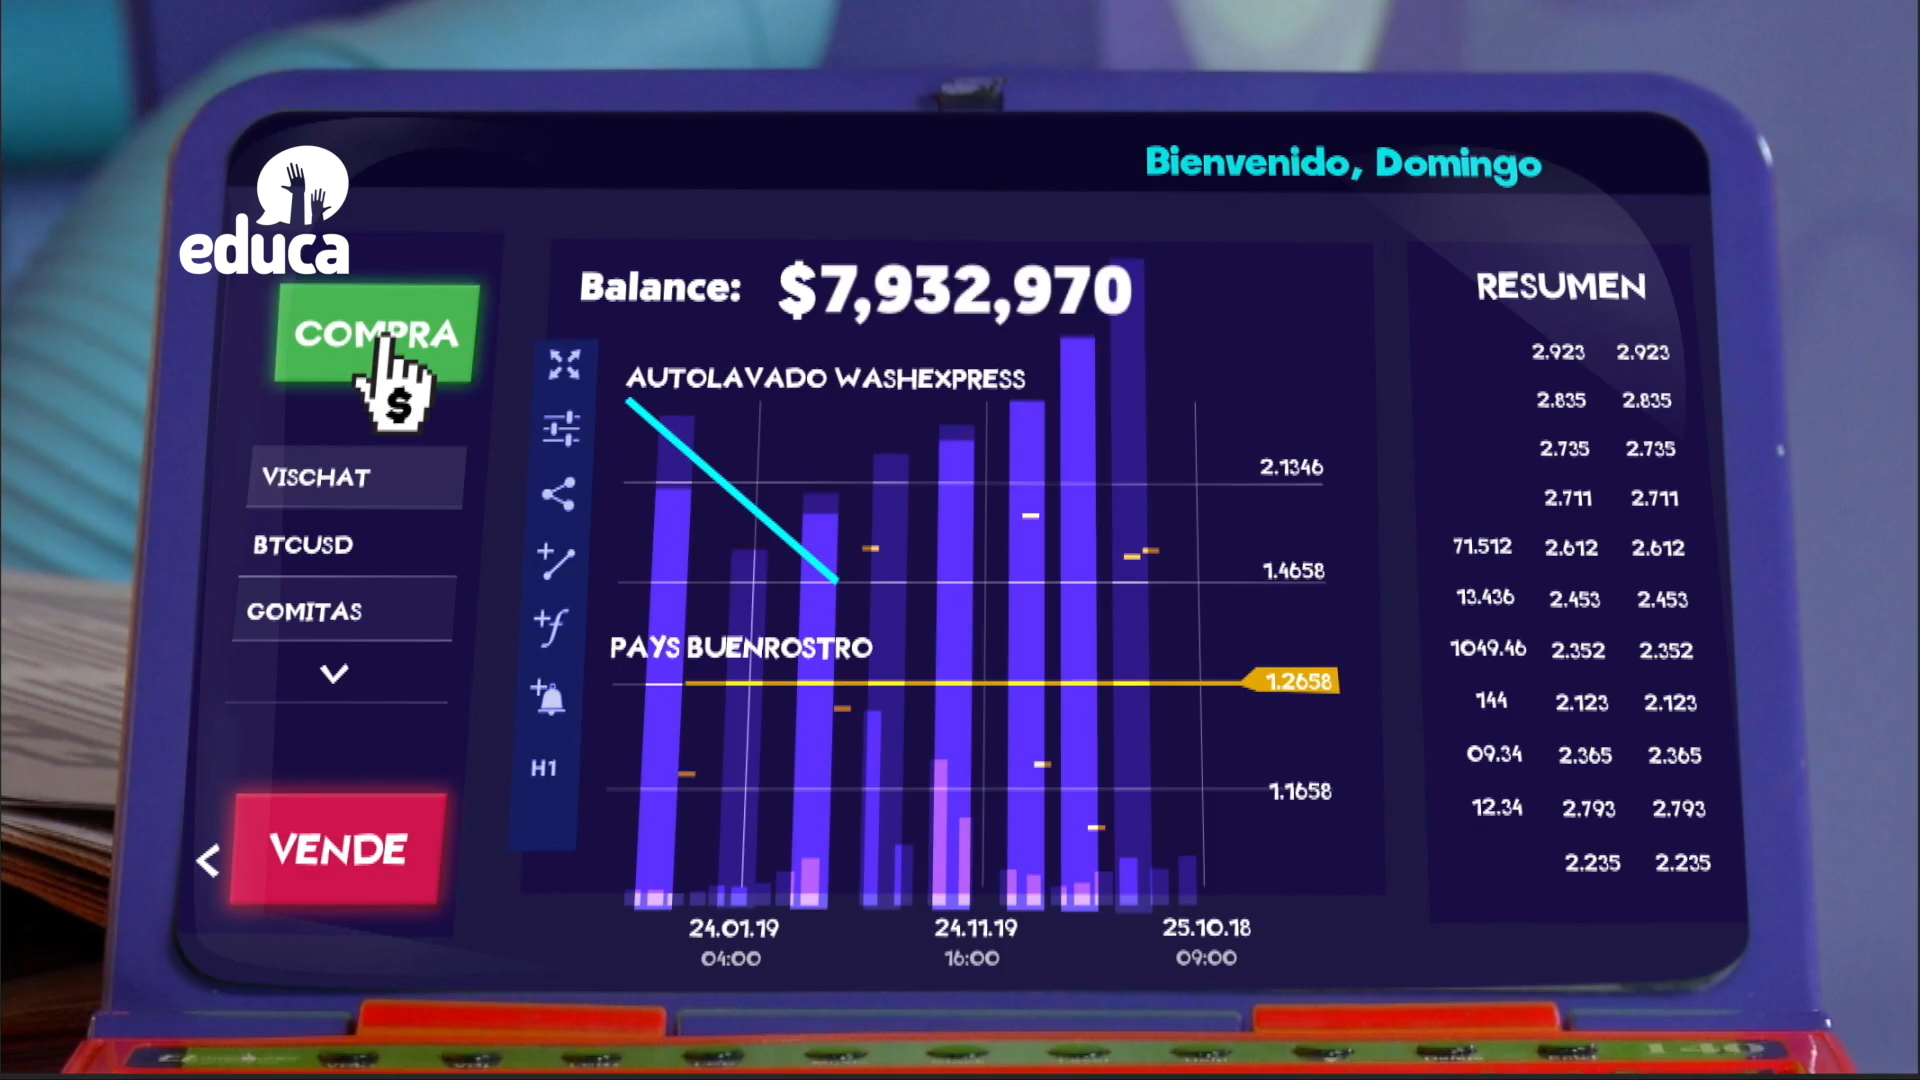 educa
Bienvenido, Domingo
COMPRA
$
VISCHAT
BTCUSD
GOMITAS
VENDE
Balance: $7,932,970
AUTOLAVADO WASHEXPRESS
2.1346
1.4658
PAYS BUENROSTRO
1.2658
1.1658
+
+f
+
H1
24.01.19 24.11.19 25.10.18
04:00 16:00 09:00
RESUMEN
2.923 2.923
2.835 2.835
2.735 2.735
2.711 2.711
71.512 2.612 2.612
13.436 2.453 2.453
1049.46 2.352 2.352
144 2.123 2.123
09.34 2.365 2.365
12.34 2.793 2.793
2.235 2.235